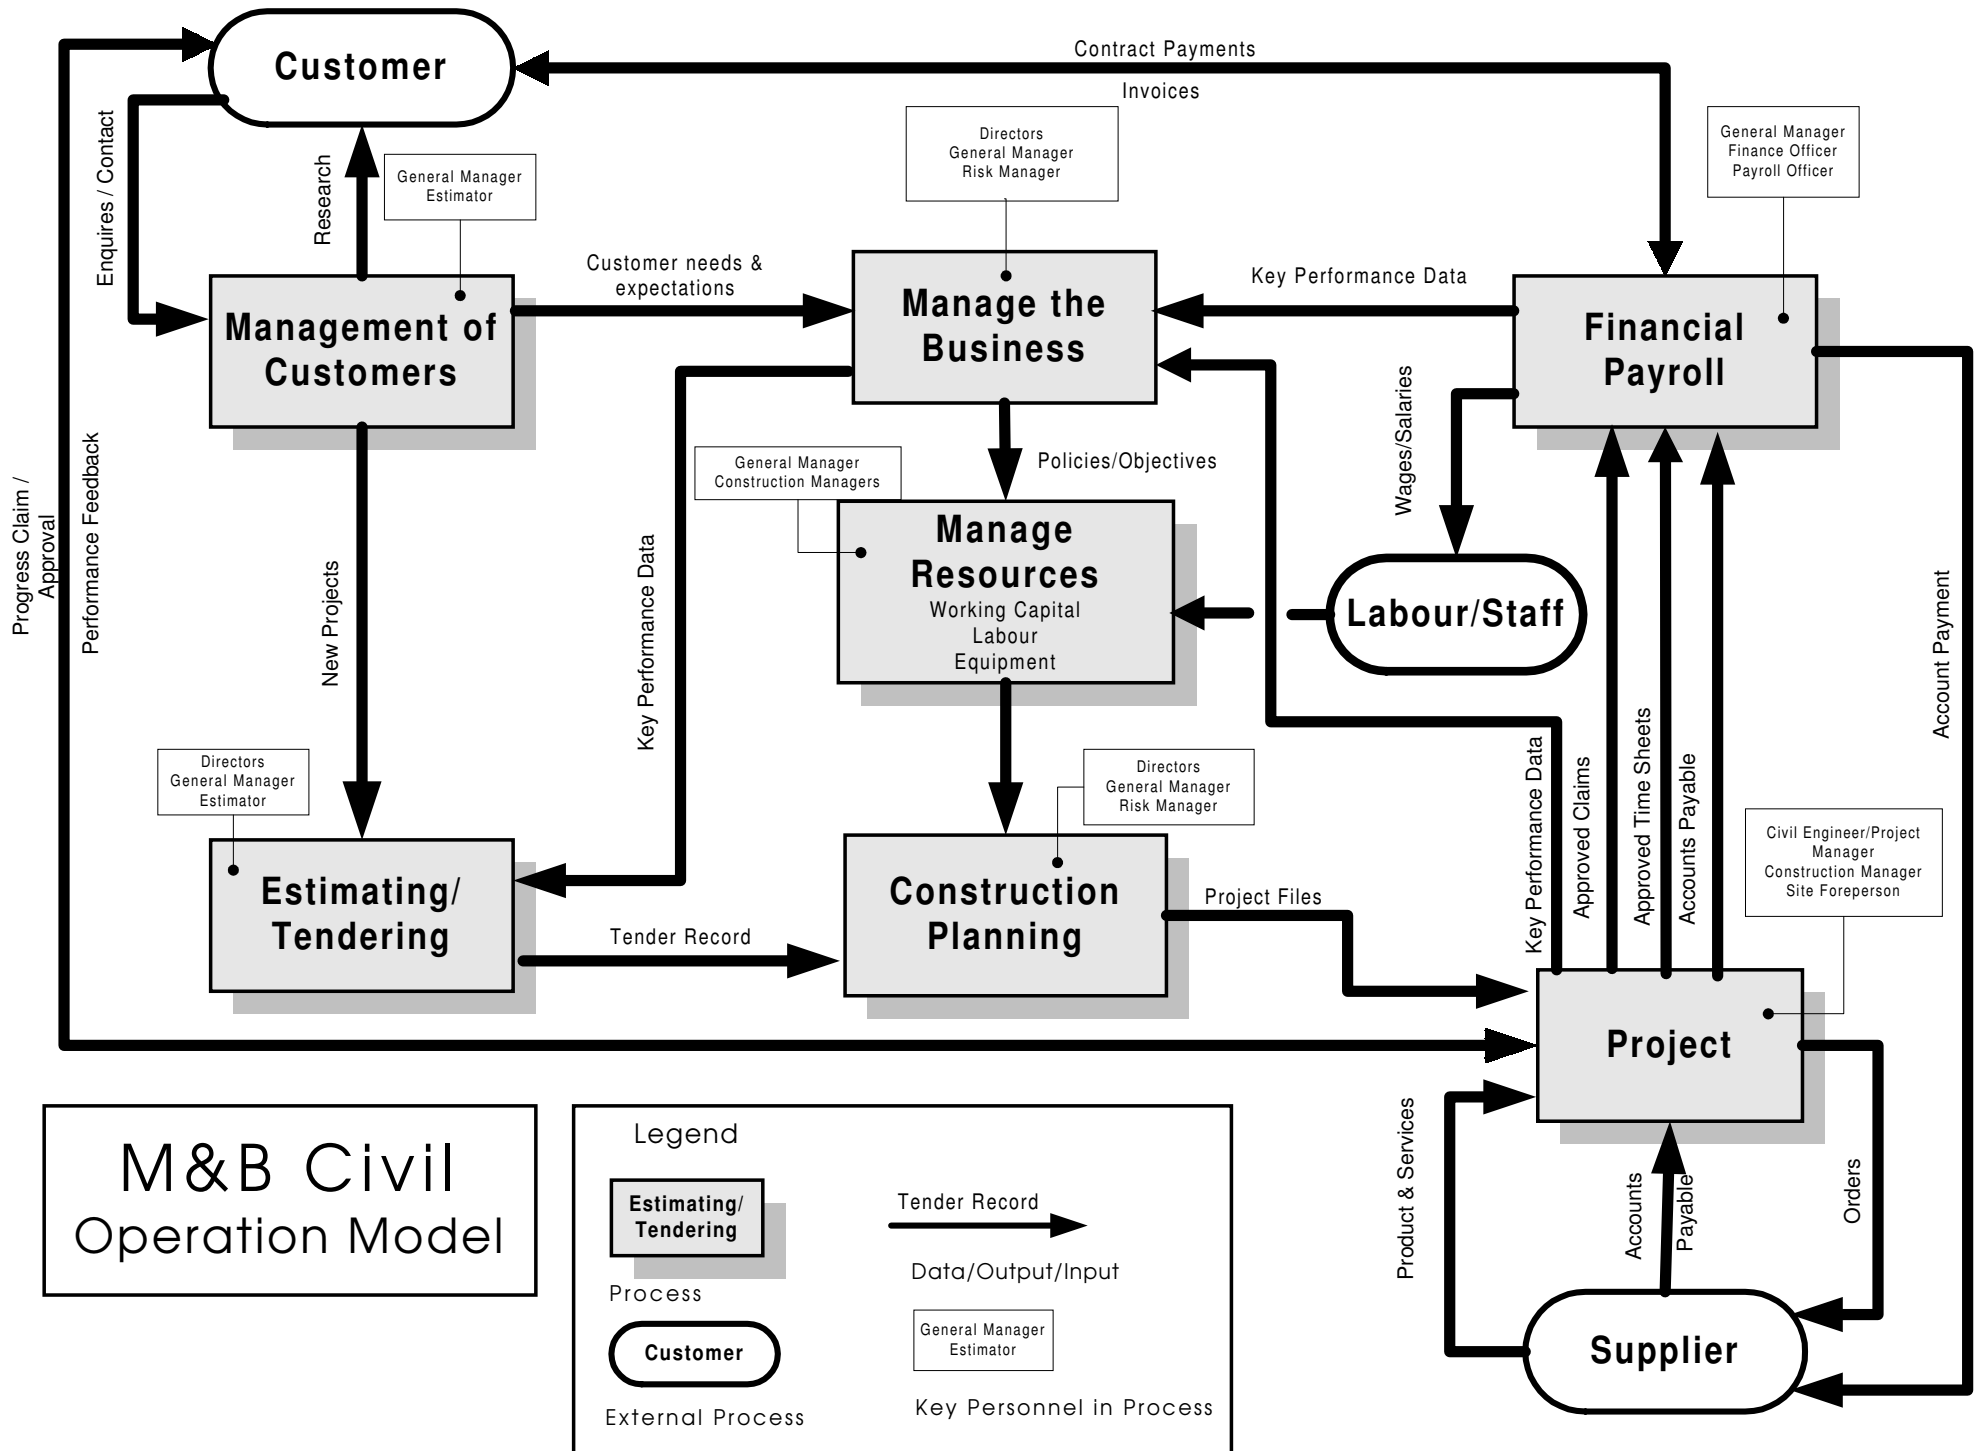 Customer
Contract Payments
Invoices
Enquires / Contact
Research
General Manager
Estimator
Directors
General Manager
Risk Manager
General Manager
Finance Officer
Payroll Officer
Management of
Customers
Customer needs &
expectations
Manage the
Business
Key Performance Data
Financial
Payroll
Progress Claim /
Approval
Performance Feedback
New Projects
Key Performance Data
General Manager
Construction Managers
Policies/Objectives
Wages/Salaries
Manage
Resources
Working Capital
Labour
Equipment
Labour/Staff
Account Payment
Directors
General Manager
Estimator
Directors
General Manager
Risk Manager
Key Performance Data
Approved Claims
Approved Time Sheets
Accounts Payable
Civil Engineer/Project
Manager
Construction Manager
Site Foreperson
Estimating/
Tendering
Tender Record
Construction
Planning
Project Files
Project
Product & Services
Accounts
Payable
Orders
Supplier
M&B Civil
Operation Model
Legend
Estimating/
Tendering
Process
Customer
External Process
Tender Record
Data/Output/Input
General Manager
Estimator
Key Personnel in Process